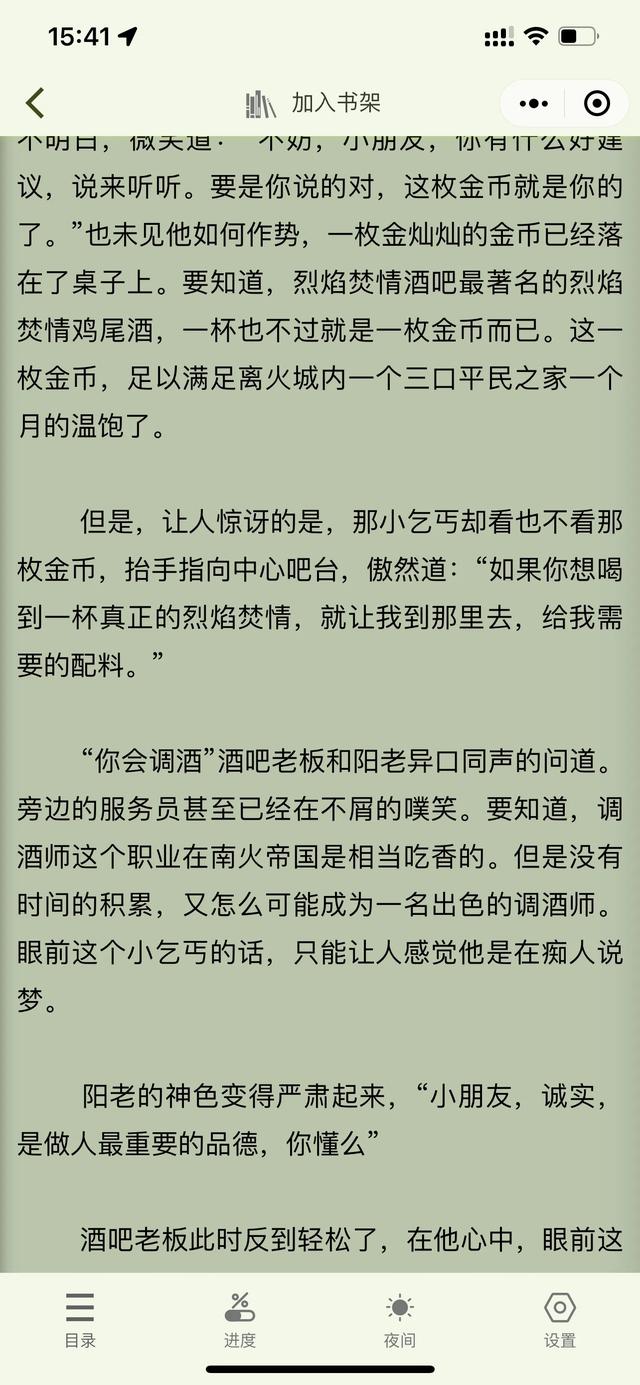 15:41
加入书架
不明白，微笑道：“不妨，小朋友，你有什么好建
议，说来听听。要是你说的对，这枚金币就是你的
了。”也未见他如何作势，一枚金灿灿的金币已经落
在了桌子上。要知道，烈焰焚情酒吧最著名的烈焰
焚情鸡尾酒，一杯也不过就是一枚金币而已。这一
枚金币，足以满足离火城内一个三口平民之家一个
月的温饱了。
但是，让人惊讶的是，那小乞丐却看也不看那
枚金币，抬手指向中心吧台，傲然道：“如果你想喝
到一杯真正的烈焰焚情，就让我到那里去，给我需
要的配料。”
“你会调酒”酒吧老板和阳老异口同声的问道。
旁边的服务员甚至已经在不屑的噗笑。要知道，调
酒师这个职业在南火帝国是相当吃香的。但是没有
时间的积累，又怎么可能成为一名出色的调酒师。
眼前这个小乞丐的话，只能让人感觉他是在痴人说
梦。
阳老的神色变得严肃起来，“小朋友，诚实，
是做人最重要的品德，你懂么”
酒吧老板此时反到轻松了，在他心中，眼前这
目录
进度
夜间
设置